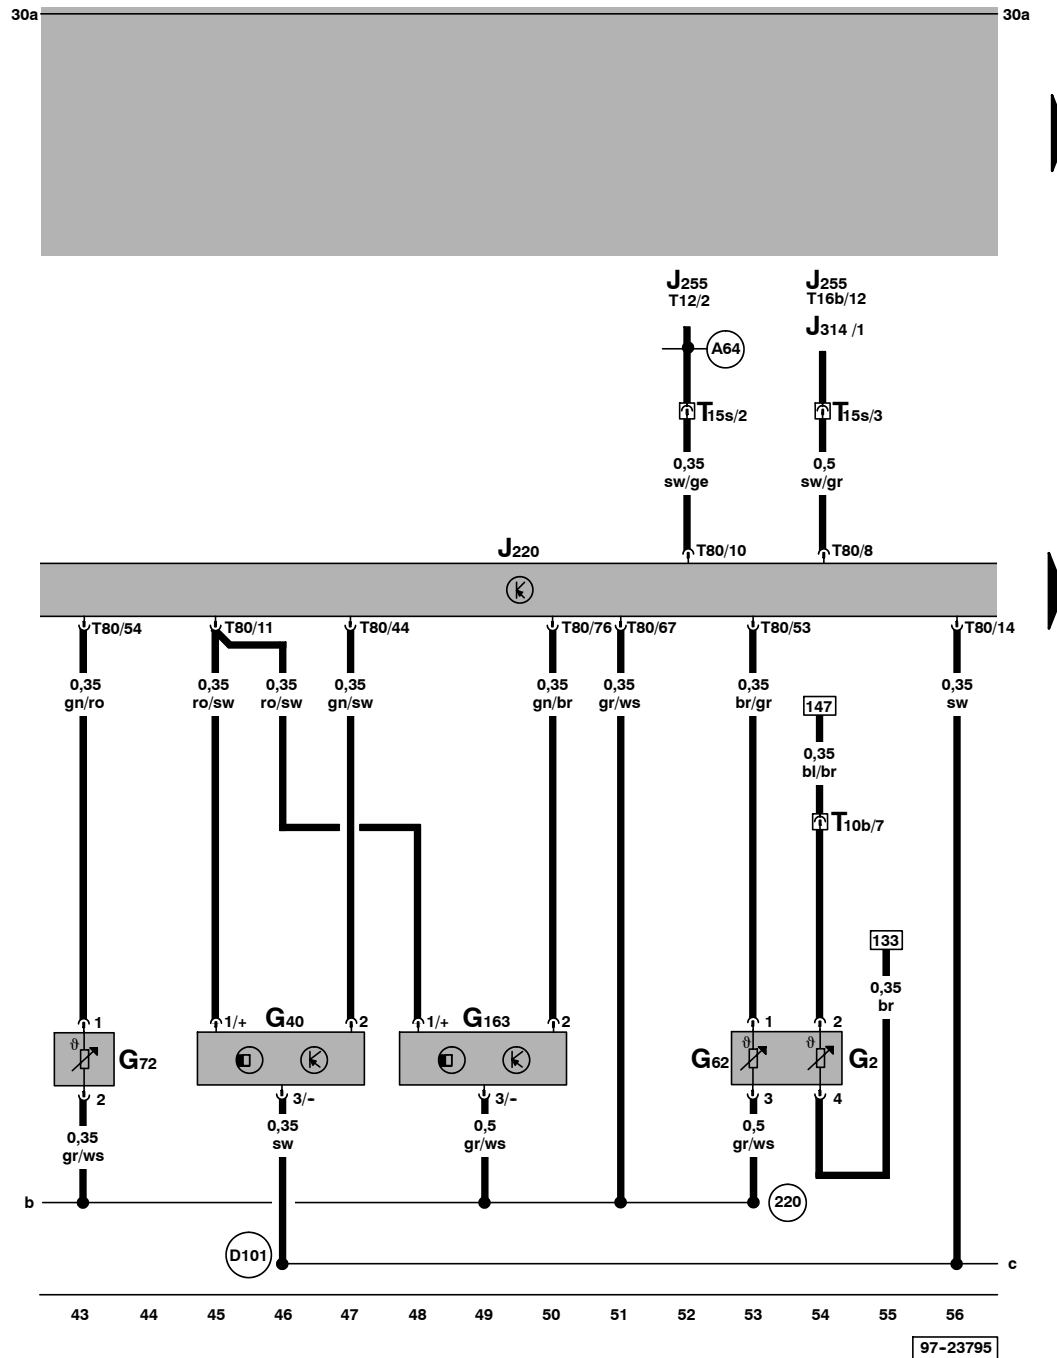 30a 30a
J255 J255
T12/2 T16b/12
J314 /1
A64
T15s/2 T15s/3
0,35 0,5
sw/ge sw/gr
J220 T80/10 T80/8
T80/54 T80/11 T80/44 T80/76 T80/67 T80/53 T80/14
0,35 0,35 0,35 0,35 0,35 0,35 0,35 0,35
gn/ro ro/sw ro/sw gn/sw gn/br gr/ws br/gr sw
147
0,35
bl/br
T10b/7
133
0,35
br
1 1/+ G40 2 1/+ G163 2 1 2
ϑ G72 G62 ϑ ϑ G2
2 3/- 3/- 3 4
0,35 0,35 0,5 0,5
gr/ws sw gr/ws gr/ws
b 220
D101 c
43 44 45 46 47 48 49 50 51 52 53 54 55 56
97-23795